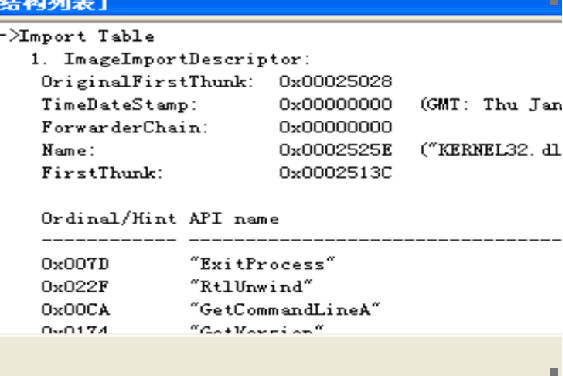 结构列表]
->Import Table
1. ImageImportDescriptor:
OriginalFirstThunk: 0x00025028
TimeDateStamp: 0x00000000 (GMT: Thu Jan
ForwarderChain: 0x00000000
Name: 0x0002525E ("KERNEL32.dl
FirstThunk: 0x0002513C
Ordinal/Hint API name
------------ ---------------------------------
0x007D "ExitProcess"
0x022F "RtlUnwind"
0x00CA "GetCommandLineA"
0x0174 "GetVersion"